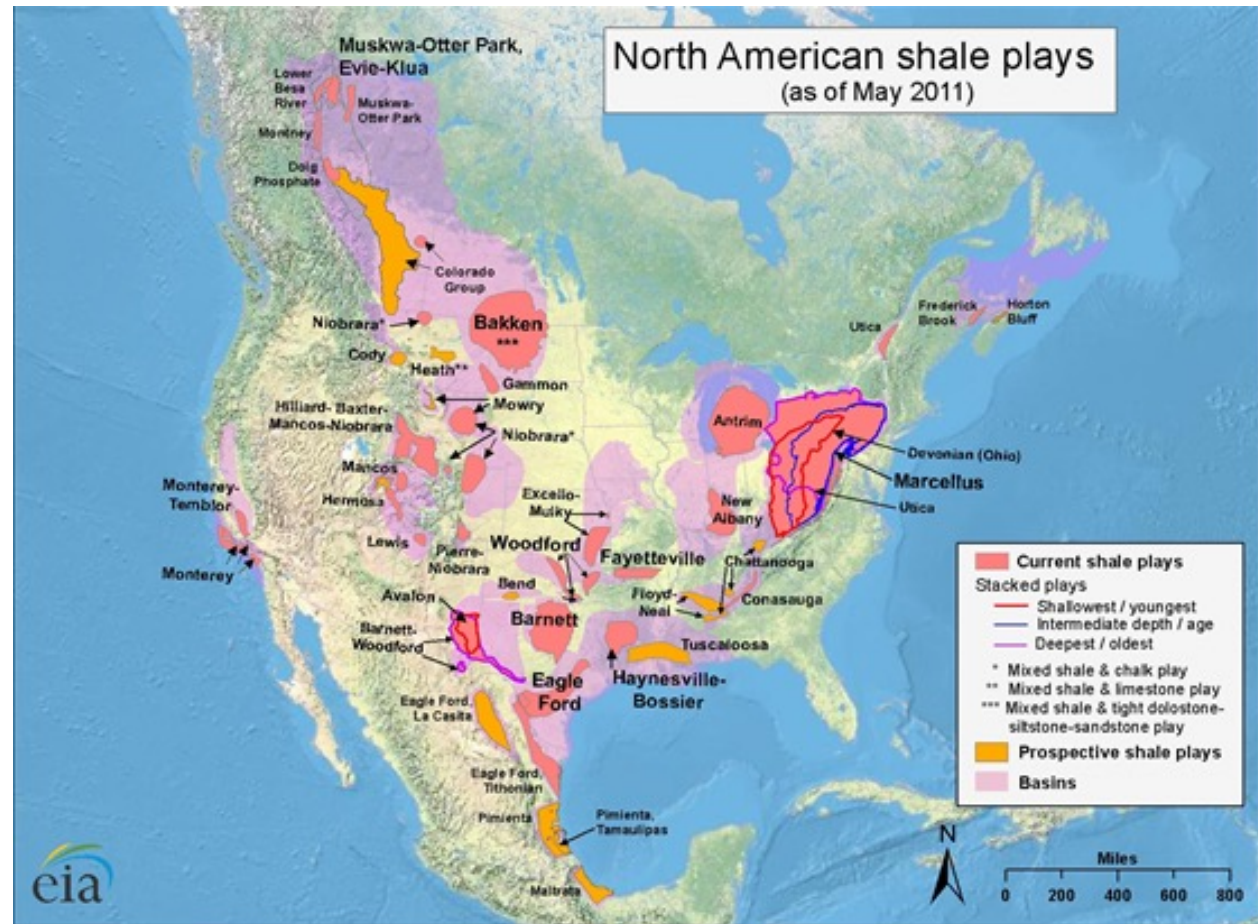 North American shale plays
(as of May 2011)
Muskwa-Otter Park,
Evie-Klua
Lower
Besa
River
Muskwa-
Otter Park
Montney
Doig
Phosphate
Colorado
Group
Niobrara*
Bakken
***
Cody
Heath**
Gammon
Mowry
Hilliard- Baxter-
Mancos-Niobrara
Niobrara*
Mancos
Hermosa
Lewis
Pierre-
Niobrara
Monterey-
Temblor
Monterey
Excello-
Mulky
Woodford
Fayetteville
Bend
Avalon
Barnett-
Woodford
Barnett
Eagle
Ford
Haynesville-
Bossier
Tuscaloosa
Floyd-
Neal
Chattanooga
Conasauga
New
Albany
Antrim
Devonian (Ohio)
Marcellus
Utica
Utica
Frederick
Brook
Horton
Bluff
Eagle Ford,
La Casita
Eagle Ford,
Tithonian
Pimienta
Pimienta,
Tamaulipas
Maltrata
Current shale plays
Stacked plays
Shallowest / youngest
Intermediate depth / age
Deepest / oldest
* Mixed shale & chalk play
** Mixed shale & limestone play
*** Mixed shale & tight dolostone-
siltstone-sandstone play
Prospective shale plays
Basins
N
Miles
0 200 400 600 800
eia